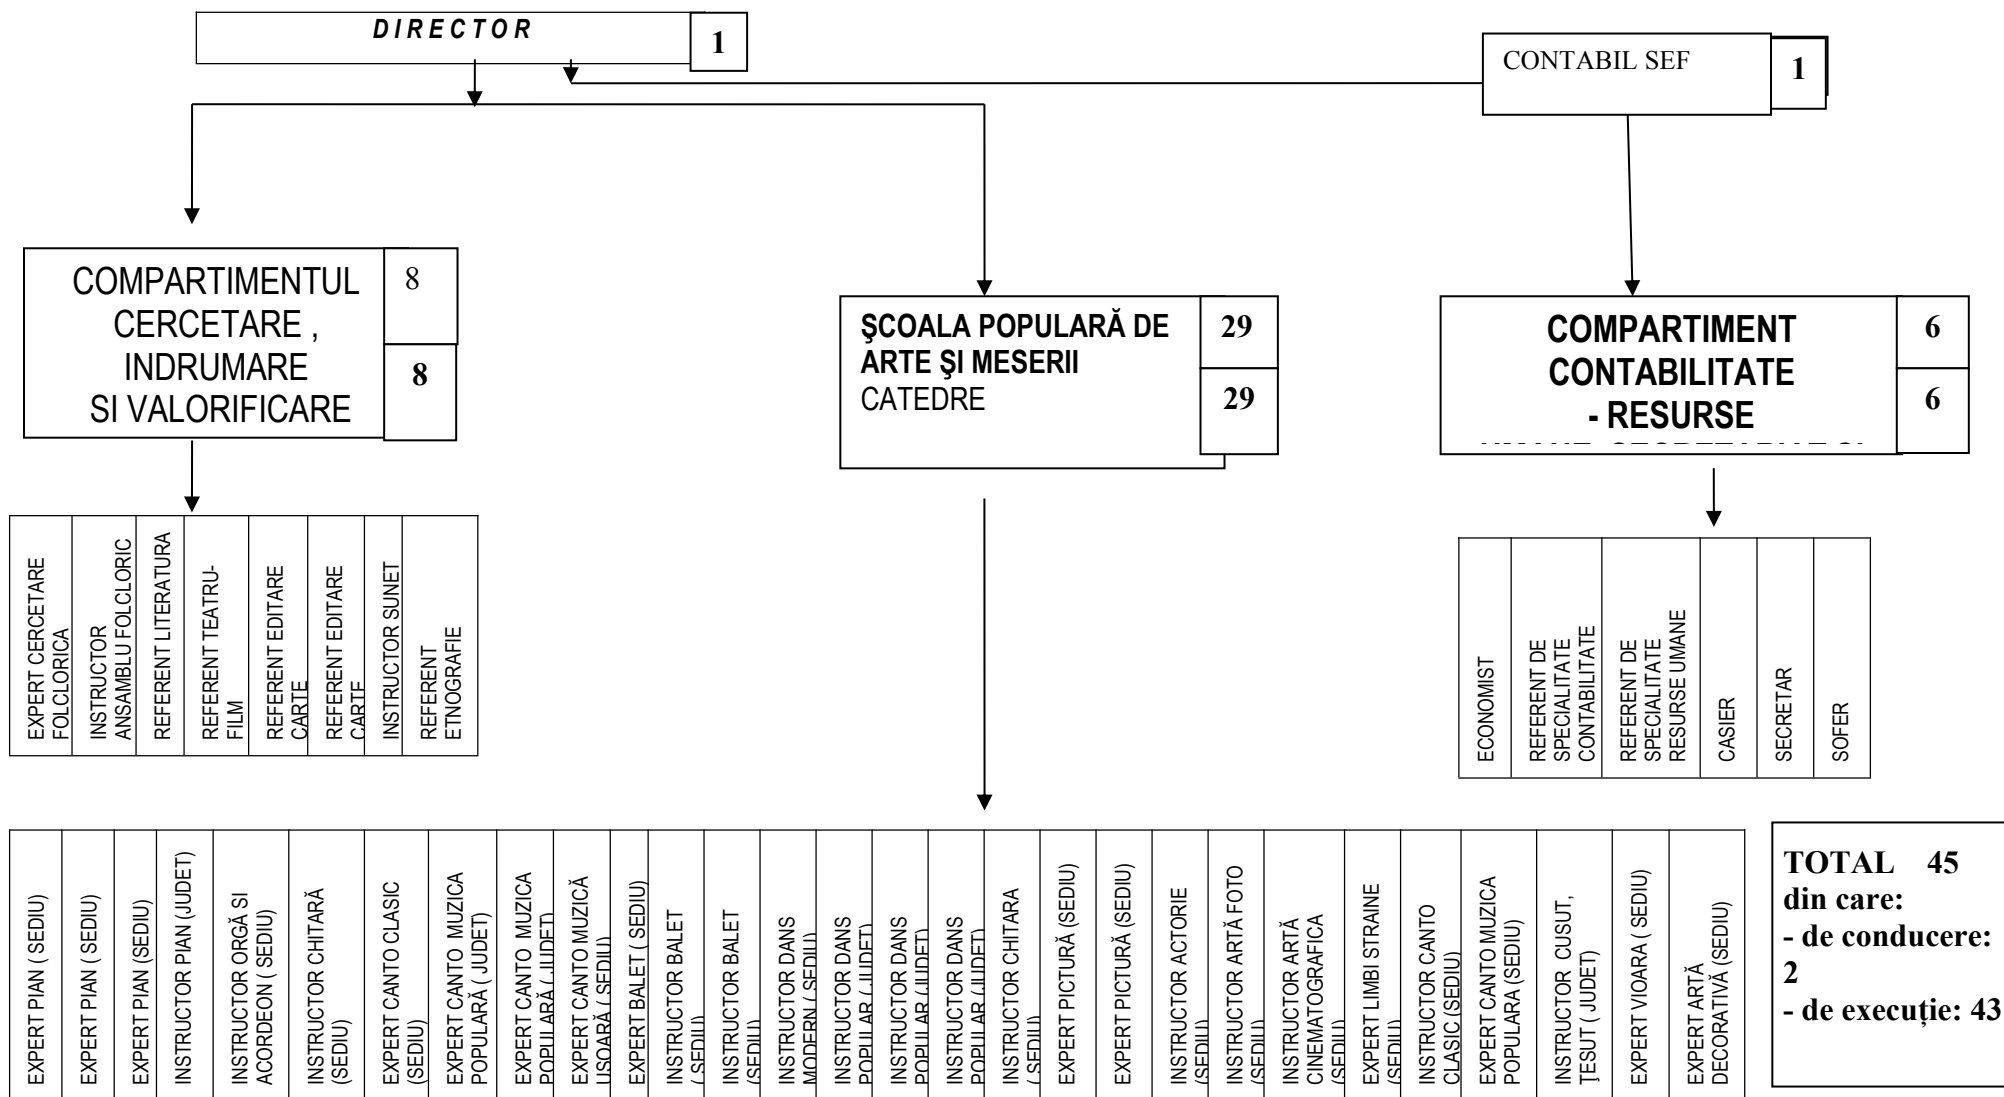 DIRECTOR
1
CONTABIL SEF
1
COMPARTIMENTUL
CERCETARE ,
INDRUMARE
SI VALORIFICARE
8
8
ŞCOALA POPULARĂ DE
ARTE ŞI MESERII
CATEDRE
29
29
COMPARTIMENT
CONTABILITATE
- RESURSE
6
6
EXPERT CERCETARE
FOLCLORICA
INSTRUCTOR
ANSAMBLU FOLCLORIC
REFERENT LITERATURA
REFERENT TEATRU-
FILM
REFERENT EDITARE
CARTE
REFERENT EDITARE
CARTE
INSTRUCTOR SUNET
REFERENT
ETNOGRAFIE
ECONOMIST
REFERENT DE
SPECIALITATE
CONTABILITATE
REFERENT DE
SPECIALITATE
RESURSE UMANE
CASIER
SECRETAR
SOFER
EXPERT PIAN ( SEDIU)
EXPERT PIAN ( SEDIU)
EXPERT PIAN (SEDIU)
INSTRUCTOR PIAN (JUDET)
INSTRUCTOR ORGĂ SI
ACORDEON ( SEDIU)
INSTRUCTOR CHITARĂ
(SEDIU)
EXPERT CANTO CLASIC
(SEDIU)
EXPERT CANTO MUZICA
POPULARĂ ( JUDET)
EXPERT CANTO MUZICA
POPULARĂ ( JUDET)
EXPERT CANTO MUZICĂ
USOARĂ ( SEDIU)
EXPERT BALET ( SEDIU)
INSTRUCTOR BALET
( SEDIU)
INSTRUCTOR BALET
(SEDIU)
INSTRUCTOR DANS
MODERN ( SEDIU)
INSTRUCTOR DANS
POPULAR (JUDET)
INSTRUCTOR DANS
POPULAR (JUDET)
INSTRUCTOR DANS
POPULAR (JUDET)
INSTRUCTOR CHITARA
( SEDIU)
EXPERT PICTURĂ (SEDIU)
EXPERT PICTURĂ (SEDIU)
INSTRUCTOR ACTORIE
(SEDIU)
INSTRUCTOR ARTĂ FOTO
(SEDIU)
INSTRUCTOR ARTĂ
CINEMATOGRAFICA
(SEDIU)
EXPERT LIMBI STRAINE
(SEDIU)
INSTRUCTOR CANTO
CLASIC (SEDIU)
EXPERT CANTO MUZICA
POPULARA (SEDIU)
INSTRUCTOR CUSUT,
ŢESUT ( JUDET)
EXPERT VIOARA ( SEDIU)
EXPERT ARTĂ
DECORATIVĂ (SEDIU)
TOTAL 45
din care:
- de conducere:
2
- de execuție: 43